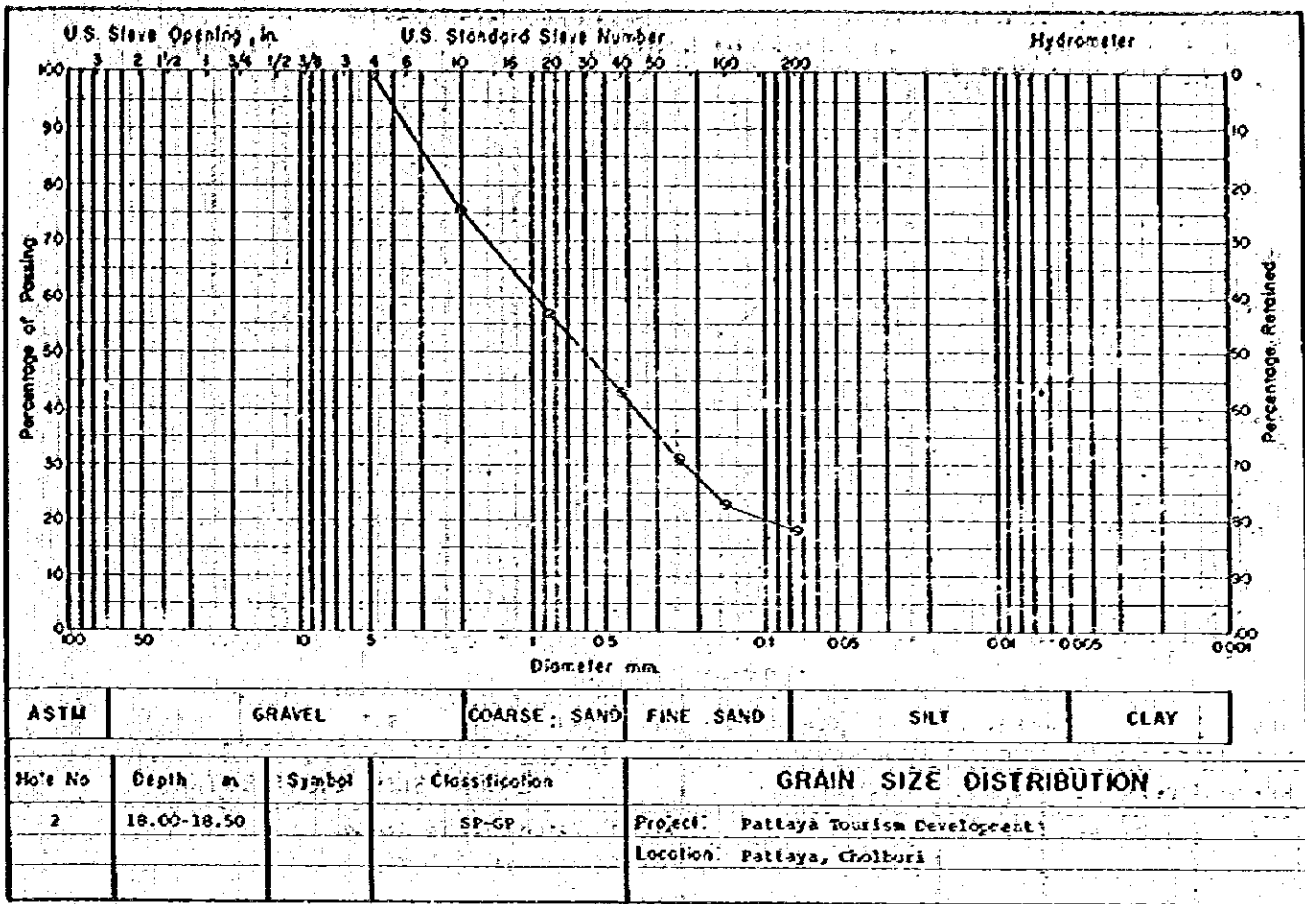 U.S. Sieve Opening, in. U.S. Standard Sieve Number Hydrometer
3 2 1½ 1 3/4 1/2 3/8 3 4 6 10 16 20 30 40 50 100 200
100 0
90 10
80 20
70 30
60 40
50 50
40 60
30 70
20 80
10 90
0 100
Percentage of Passing
Percentage Retained
100 50 10 5 1 0.5 0.1 0.05 0.01 0.005 0.001
Diameter mm.
ASTM GRAVEL COARSE SAND FINE SAND SILT CLAY
Hole No Depth m Symbol Classification GRAIN SIZE DISTRIBUTION
2 18.00-18.50 SP-GP Project: Pattaya Tourism Development
Location: Pattaya, Cholburi